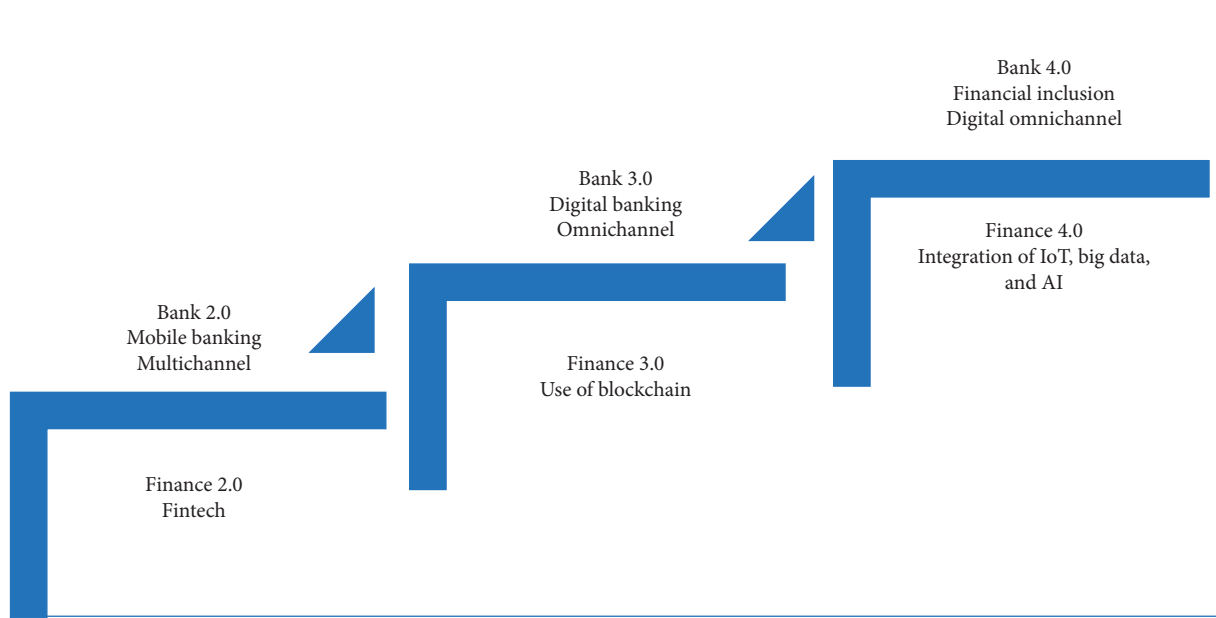 Bank 4.0
Financial inclusion
Digital omnichannel
Bank 3.0
Digital banking
Omnichannel
Finance 4.0
Integration of IoT, big data,
and AI
Bank 2.0
Mobile banking
Multichannel
Finance 3.0
Use of blockchain
Finance 2.0
Fintech